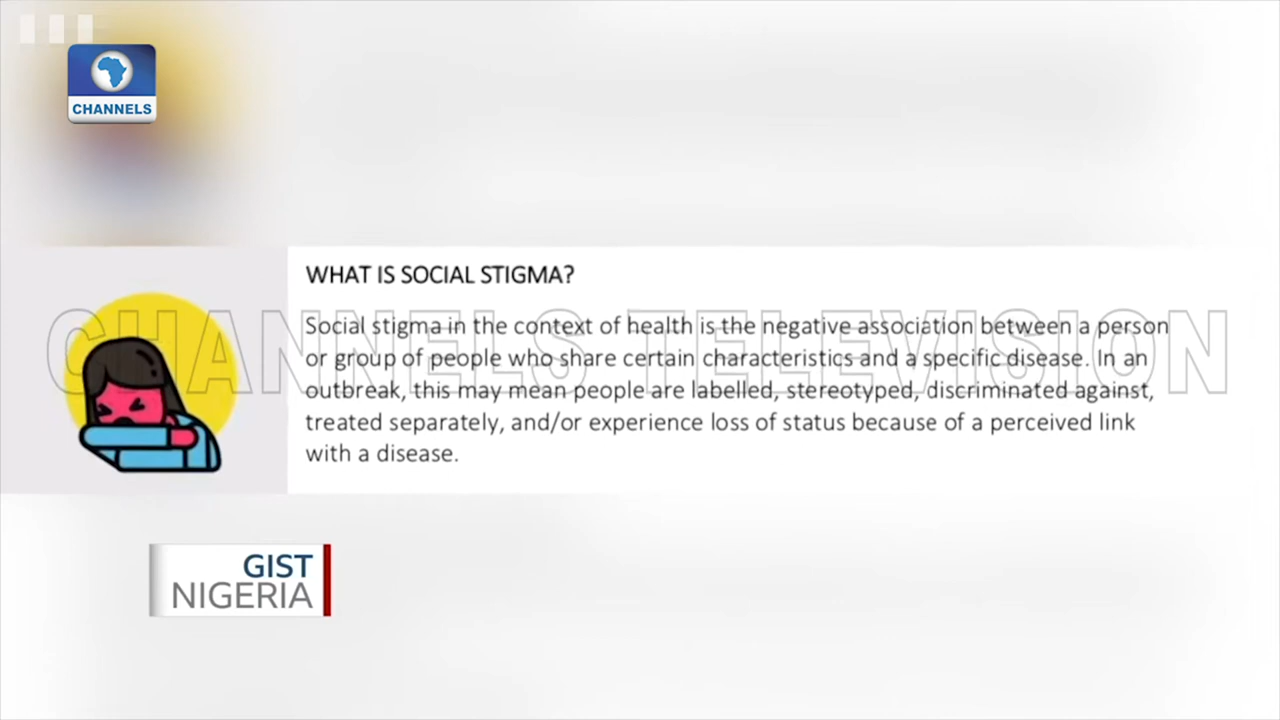 CHANNELS
WHAT IS SOCIAL STIGMA?
Social stigma in the context of health is the negative association between a person
or group of people who share certain characteristics and a specific disease. In an
outbreak, this may mean people are labelled, stereotyped, discriminated against,
treated separately, and/or experience loss of status because of a perceived link
with a disease.
CHANNELS TELEVISION
GIST
NIGERIA